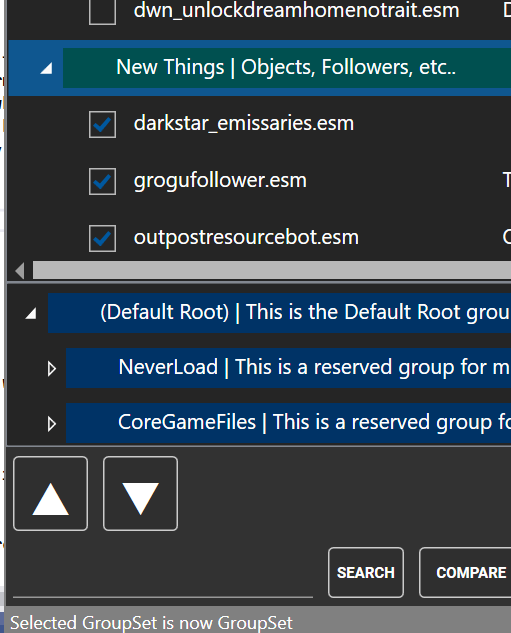 dwn_unlockdreamhomenotrait.esm
New Things | Objects, Followers, etc..
darkstar_emissaries.esm
grogufollower.esm T
outpostresourcebot.esm
(Default Root) | This is the Default Root grou
NeverLoad | This is a reserved group for m
CoreGameFiles | This is a reserved group fo
SEARCH COMPARE
Selected GroupSet is now GroupSet